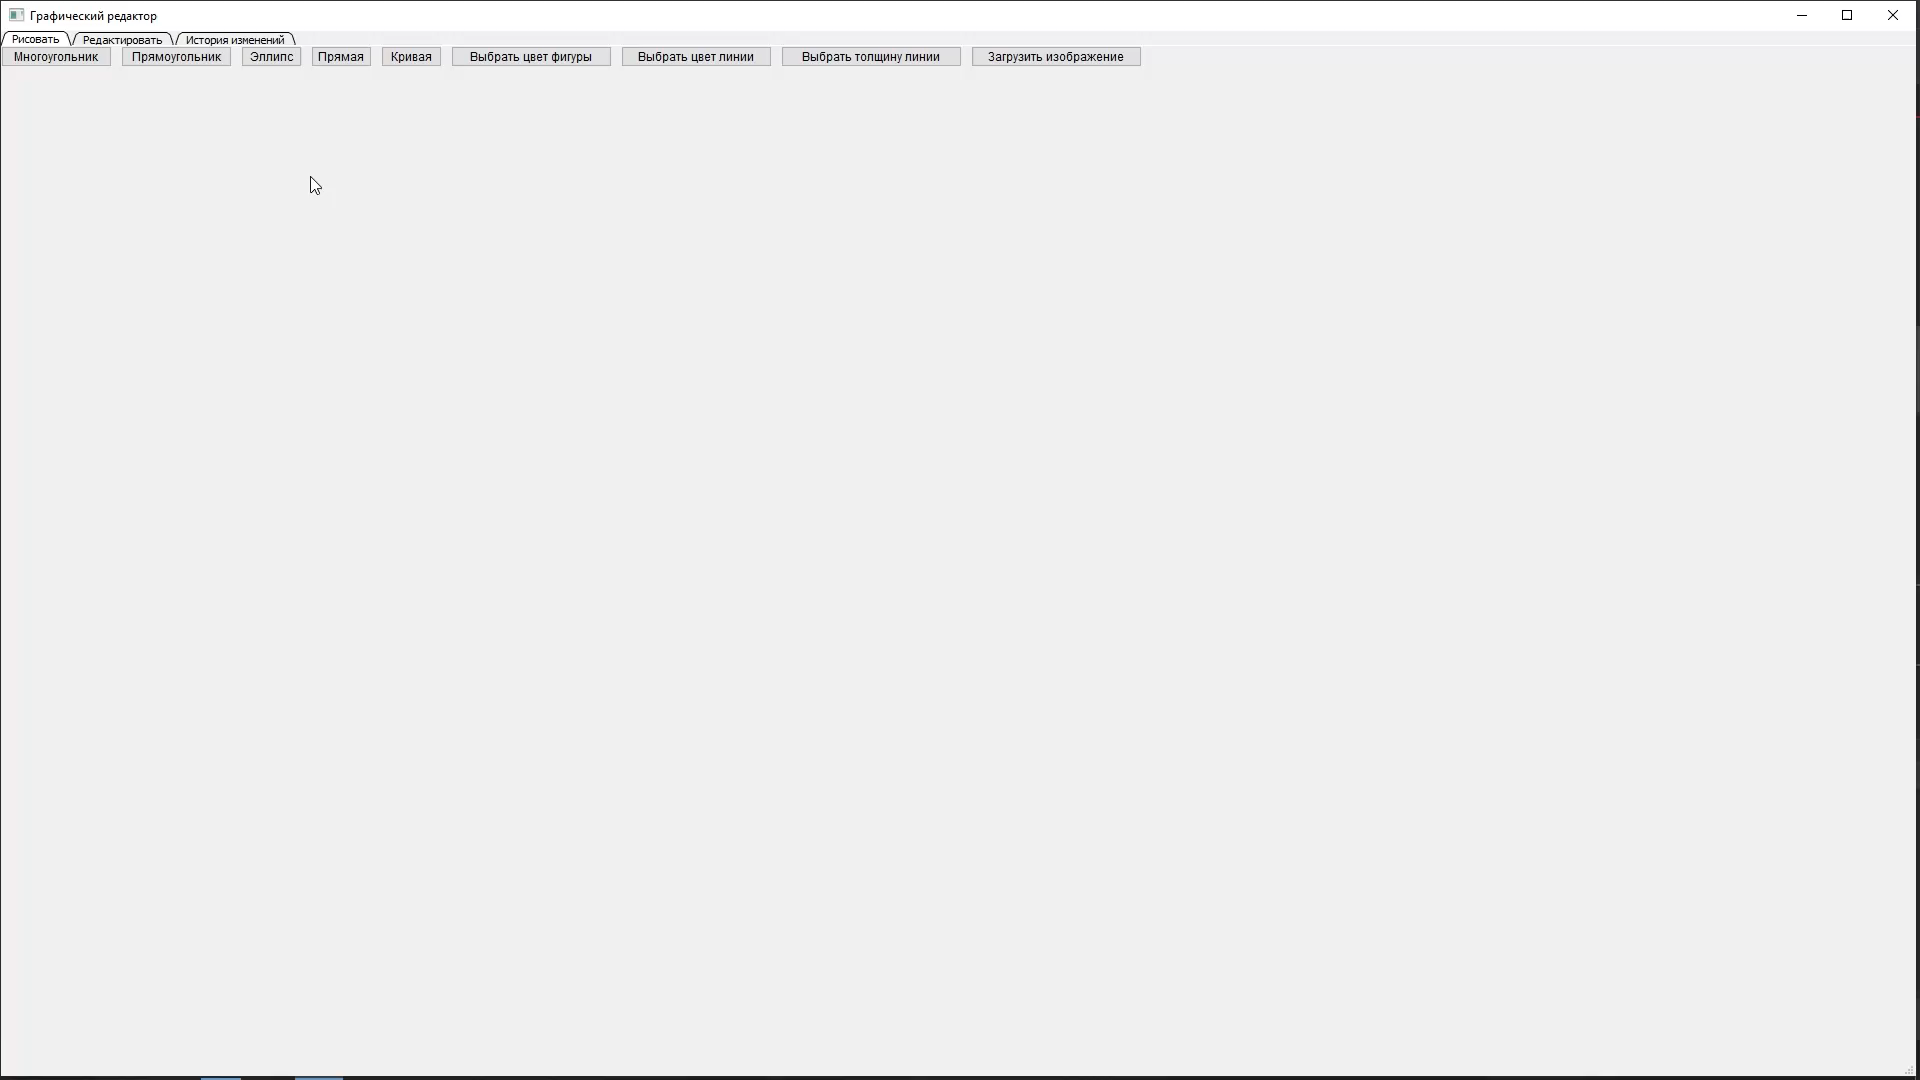 Графический редактор
Рисовать Редактировать История изменений
Многоугольник Прямоугольник Эллипс Прямая Кривая Выбрать цвет фигуры Выбрать цвет линии Выбрать толщину линии Загрузить изображение